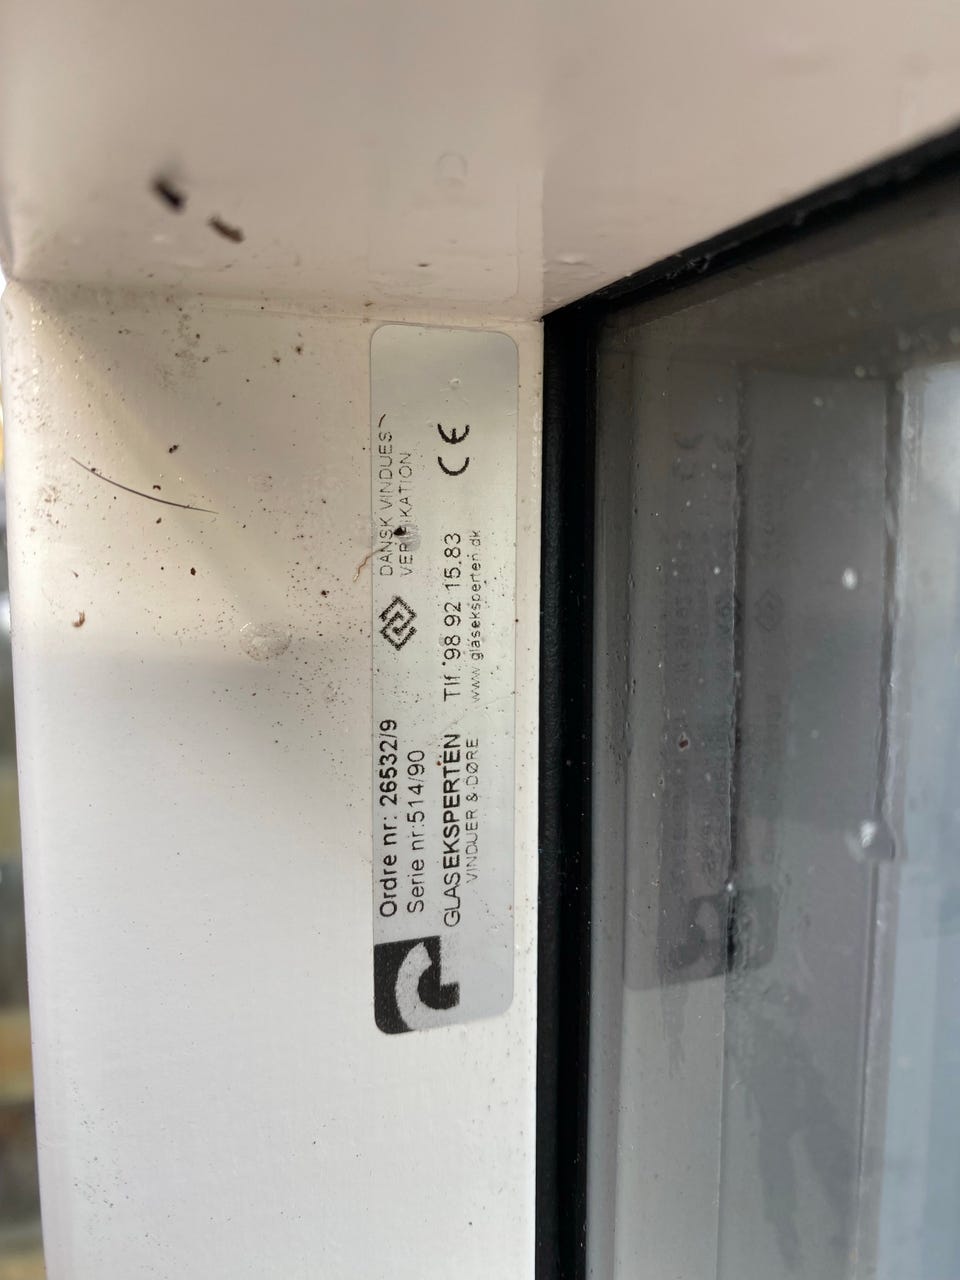 Ordre nr: 26532/9
Serie nr:514/90
DANSK VINDUES
VERIFIKATION
GLASEKSPERTEN
VINDUER & DØRE
Tlf. 98 92 15.83
www.glaseksperten.dk
CE